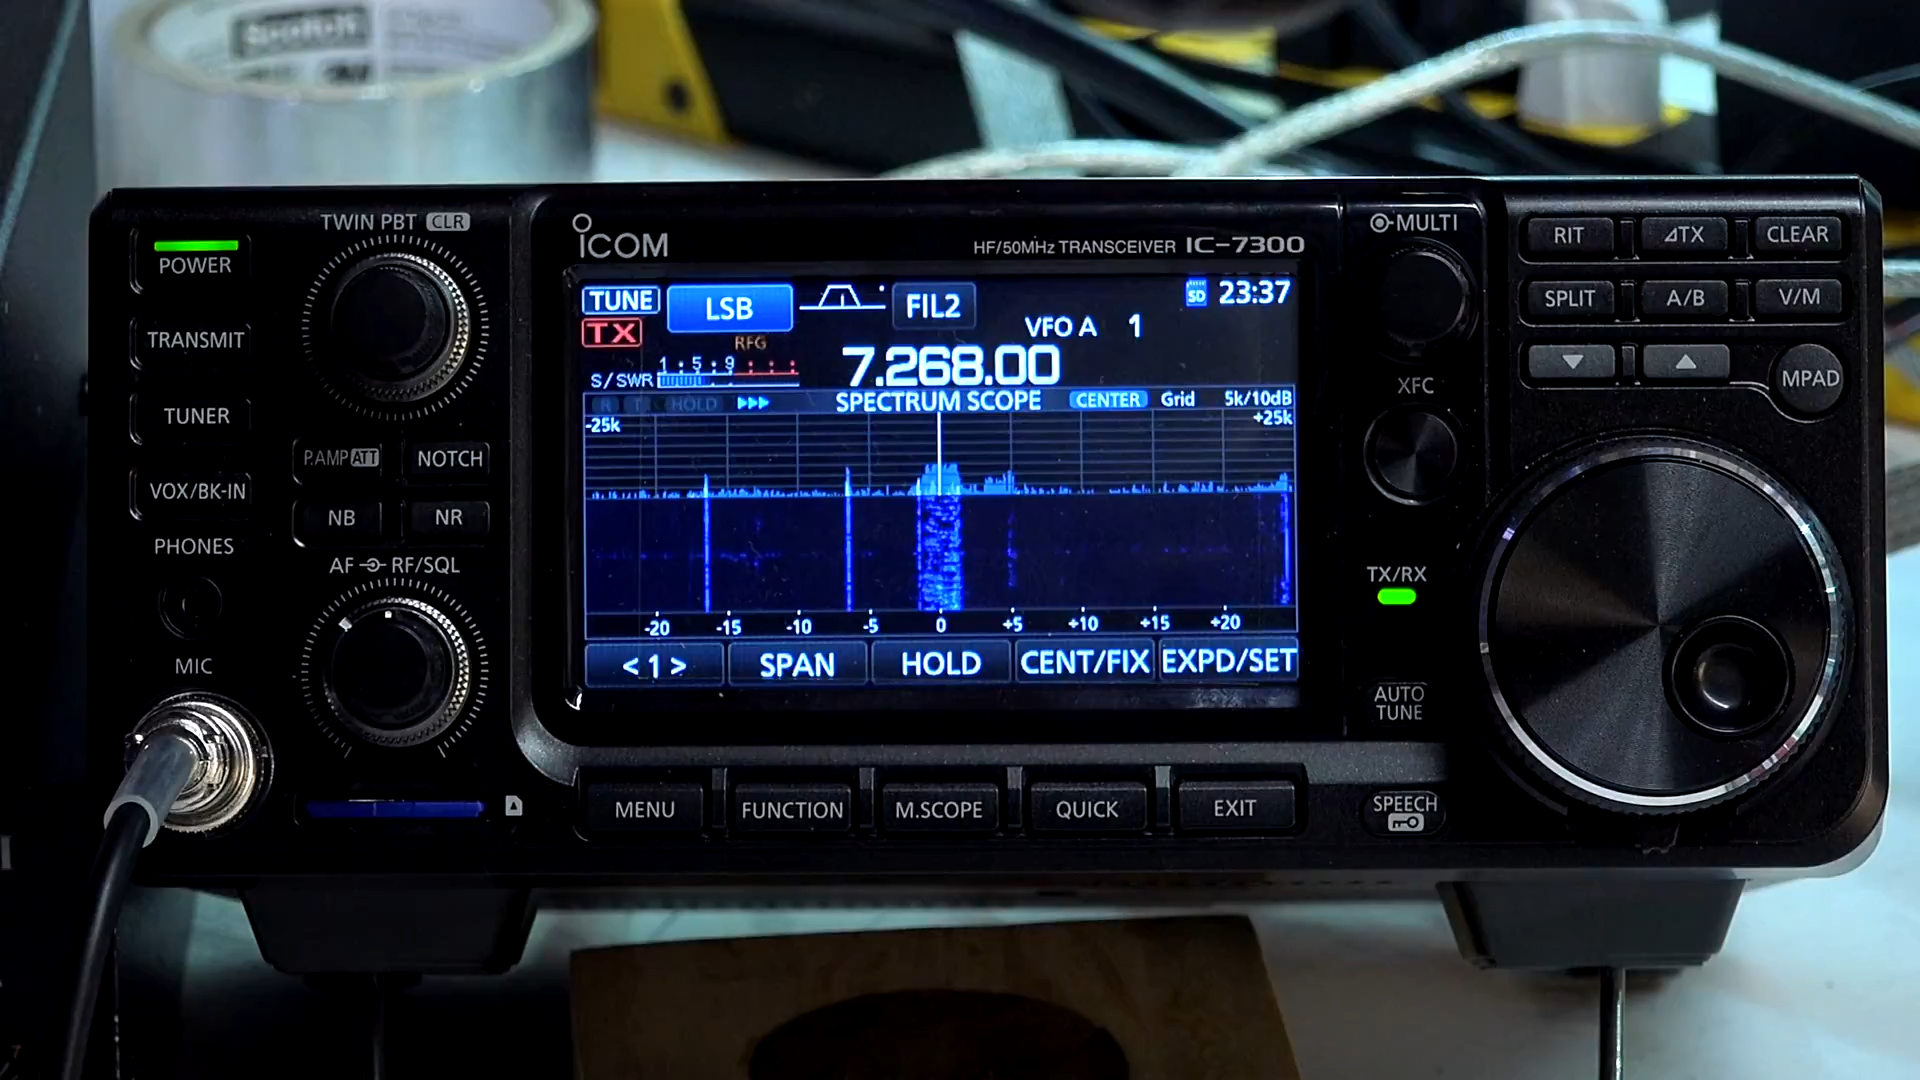 Scotch
3M
TWIN PBT CLR
POWER
TRANSMIT
TUNER
P.AMP ATT
NOTCH
VOX/BK-IN
NB
NR
PHONES
AF RF/SQL
MIC
ICOM
HF/50MHz TRANSCEIVER IC-7300
TUNE
LSB
FIL2
SD
23:37
TX
VFO A 1
RFG
1 5 9
S/SWR
7.268.00
HOLD
SPECTRUM SCOPE
CENTER
Grid
5k/10dB
-25k
+25k
-20 -15 -10 -5 0 +5 +10 +15 +20
<1>
SPAN
HOLD
CENT/FIX
EXPD/SET
MENU
FUNCTION
M.SCOPE
QUICK
EXIT
MULTI
XFC
TX/RX
AUTO
TUNE
SPEECH
RIT
⊿TX
CLEAR
SPLIT
A/B
V/M
MPAD